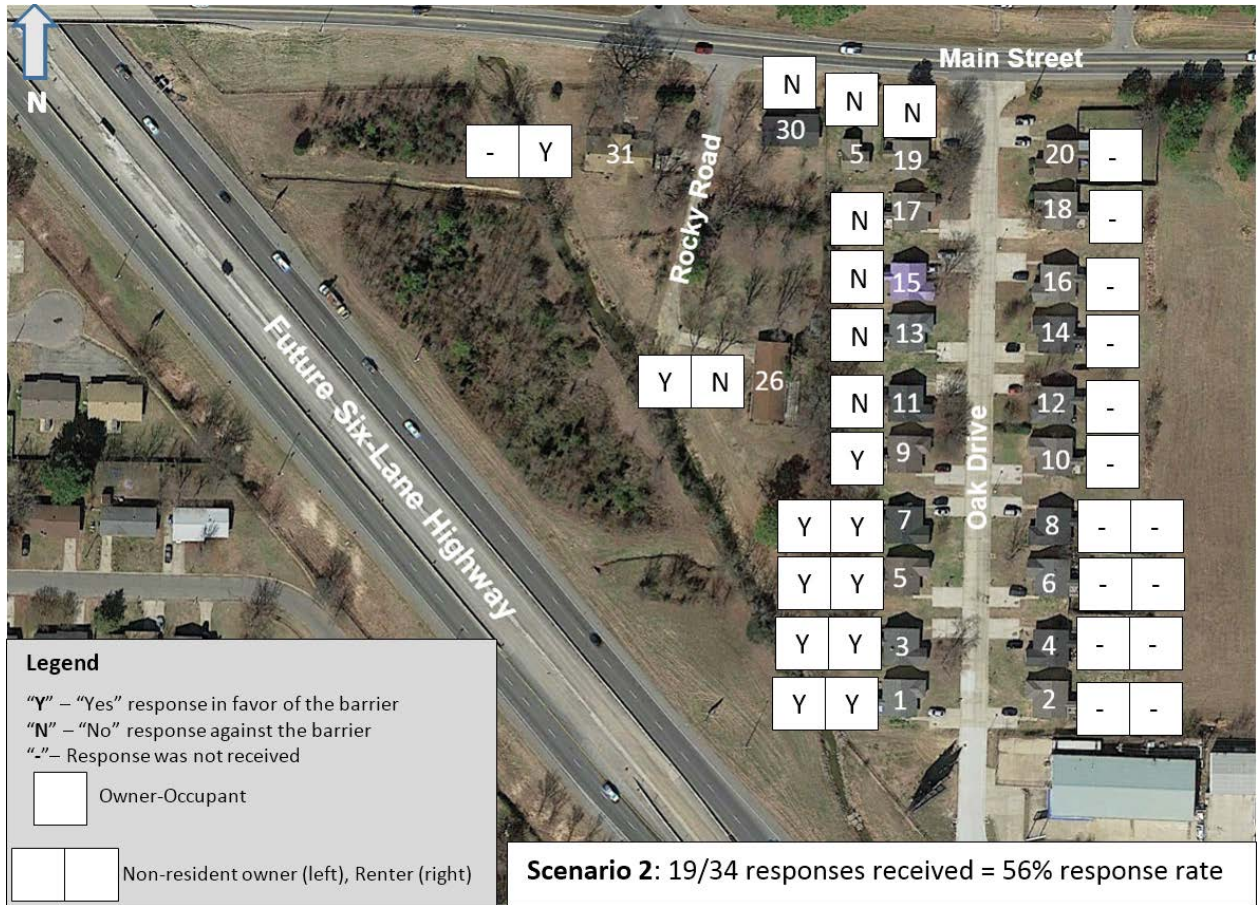 Main Street
N
N
N
N
30
5
19
20
-
-
Y
31
Rocky Road
N
17
18
-
N
15
16
-
N
13
14
-
Y
N
26
N
11
12
-
Y
9
10
-
Oak Drive
Future Six-Lane Highway
Y
Y
7
8
-
-
Y
Y
5
6
-
-
Y
Y
3
4
-
-
Y
Y
1
2
-
-
Legend
“Y” – “Yes” response in favor of the barrier
“N” – “No” response against the barrier
“-”– Response was not received
Owner-Occupant
Non-resident owner (left), Renter (right)
Scenario 2: 19/34 responses received = 56% response rate